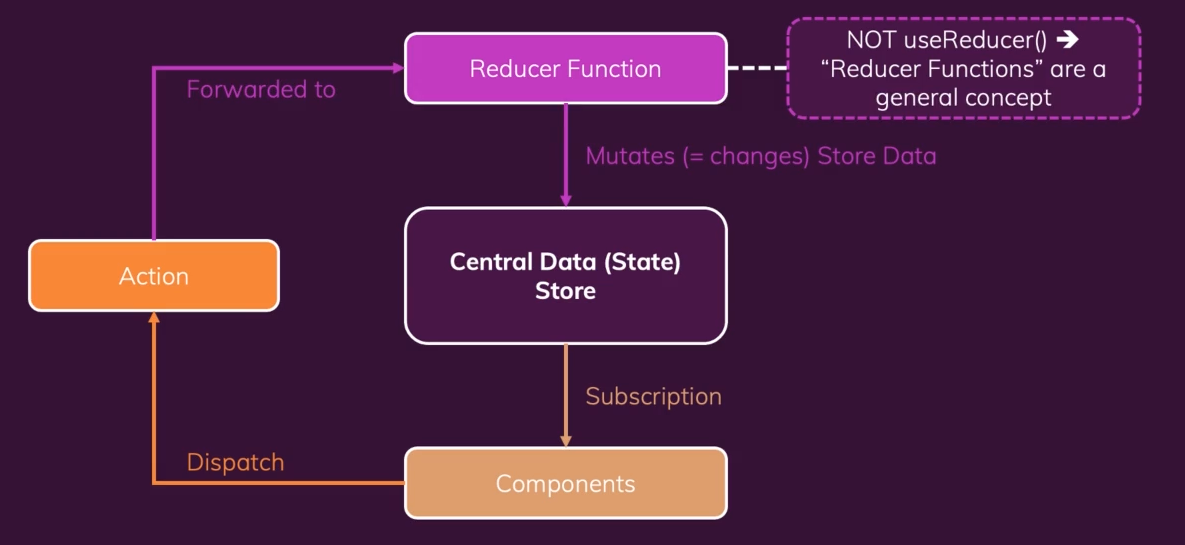 Reducer Function
NOT useReducer() 🡲
“Reducer Functions” are a
general concept
Forwarded to
Mutates (= changes) Store Data
Action
Central Data (State)
Store
Subscription
Dispatch
Components